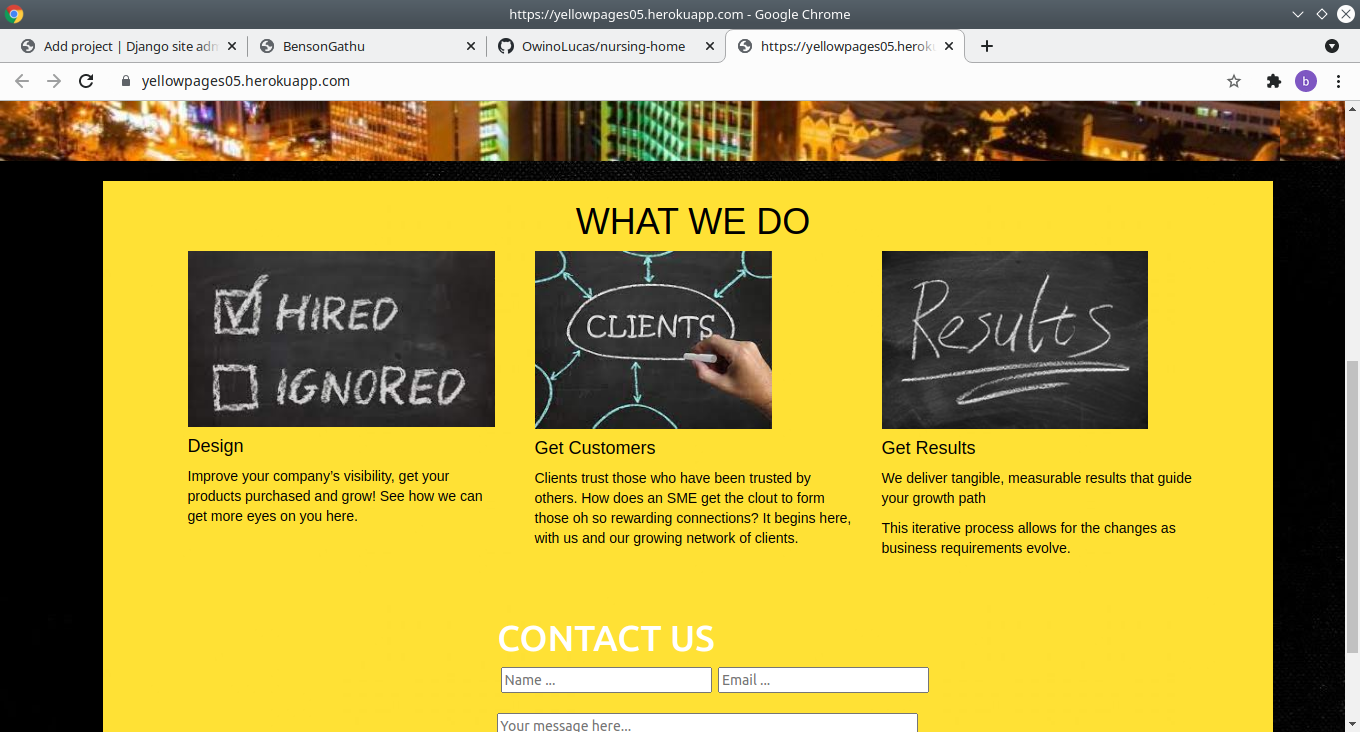 https://yellowpages05.herokuapp.com - Google Chrome
Add project | Django site adm
BensonGathu
OwinoLucas/nursing-home
https://yellowpages05.heroku
yellowpages05.herokuapp.com
b
WHAT WE DO
HIRED
IGNORED
Design
Improve your company’s visibility, get your
products purchased and grow! See how we can
get more eyes on you here.
CLIENTS
Get Customers
Clients trust those who have been trusted by
others. How does an SME get the clout to form
those oh so rewarding connections? It begins here,
with us and our growing network of clients.
Results
Get Results
We deliver tangible, measurable results that guide
your growth path
This iterative process allows for the changes as
business requirements evolve.
CONTACT US
Name ...
Email ...
Your message here...